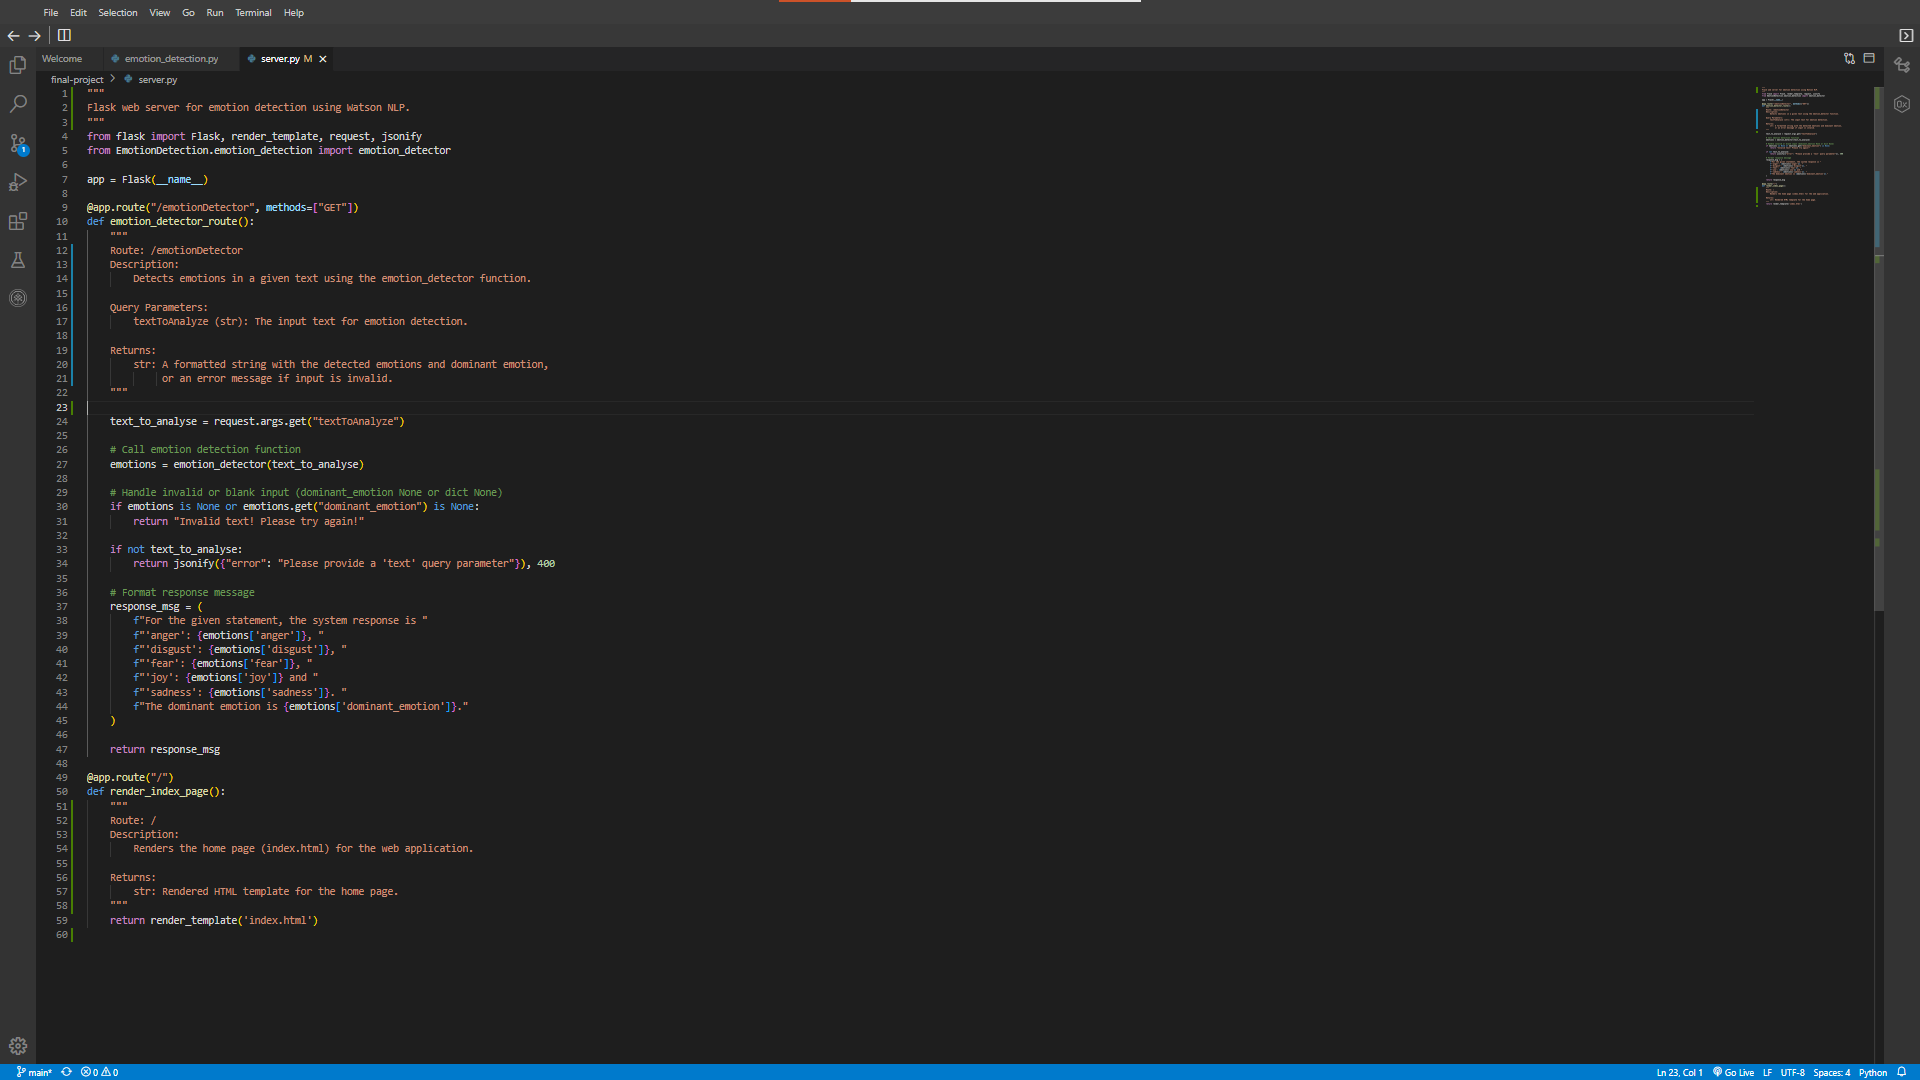 File Edit Selection View Go Run Terminal Help
Welcome emotion_detection.py server.py M
final-project > server.py
1 """
2 Flask web server for emotion detection using Watson NLP.
3 """
4 from flask import Flask, render_template, request, jsonify
5 from EmotionDetection.emotion_detection import emotion_detector
6
7 app = Flask(__name__)
8
9 @app.route("/emotionDetector", methods=["GET"])
10 def emotion_detector_route():
11     """
12     Route: /emotionDetector
13     Description:
14         Detects emotions in a given text using the emotion_detector function.
15
16     Query Parameters:
17         textToAnalyze (str): The input text for emotion detection.
18
19     Returns:
20         str: A formatted string with the detected emotions and dominant emotion,
21              or an error message if input is invalid.
22     """
23
24     text_to_analyse = request.args.get("textToAnalyze")
25
26     # Call emotion detection function
27     emotions = emotion_detector(text_to_analyse)
28
29     # Handle invalid or blank input (dominant_emotion None or dict None)
30     if emotions is None or emotions.get("dominant_emotion") is None:
31         return "Invalid text! Please try again!"
32
33     if not text_to_analyse:
34         return jsonify({"error": "Please provide a 'text' query parameter"}), 400
35
36     # Format response message
37     response_msg = (
38         f"For the given statement, the system response is "
39         f"'anger': {emotions['anger']}, "
40         f"'disgust': {emotions['disgust']}, "
41         f"'fear': {emotions['fear']}, "
42         f"'joy': {emotions['joy']} and "
43         f"'sadness': {emotions['sadness']}. "
44         f"The dominant emotion is {emotions['dominant_emotion']}."
45     )
46
47     return response_msg
48
49 @app.route("/")
50 def render_index_page():
51     """
52     Route: /
53     Description:
54         Renders the home page (index.html) for the web application.
55
56     Returns:
57         str: Rendered HTML template for the home page.
58     """
59     return render_template('index.html')
60
main* 0 0 Ln 23, Col 1 Go Live LF UTF-8 Spaces: 4 Python